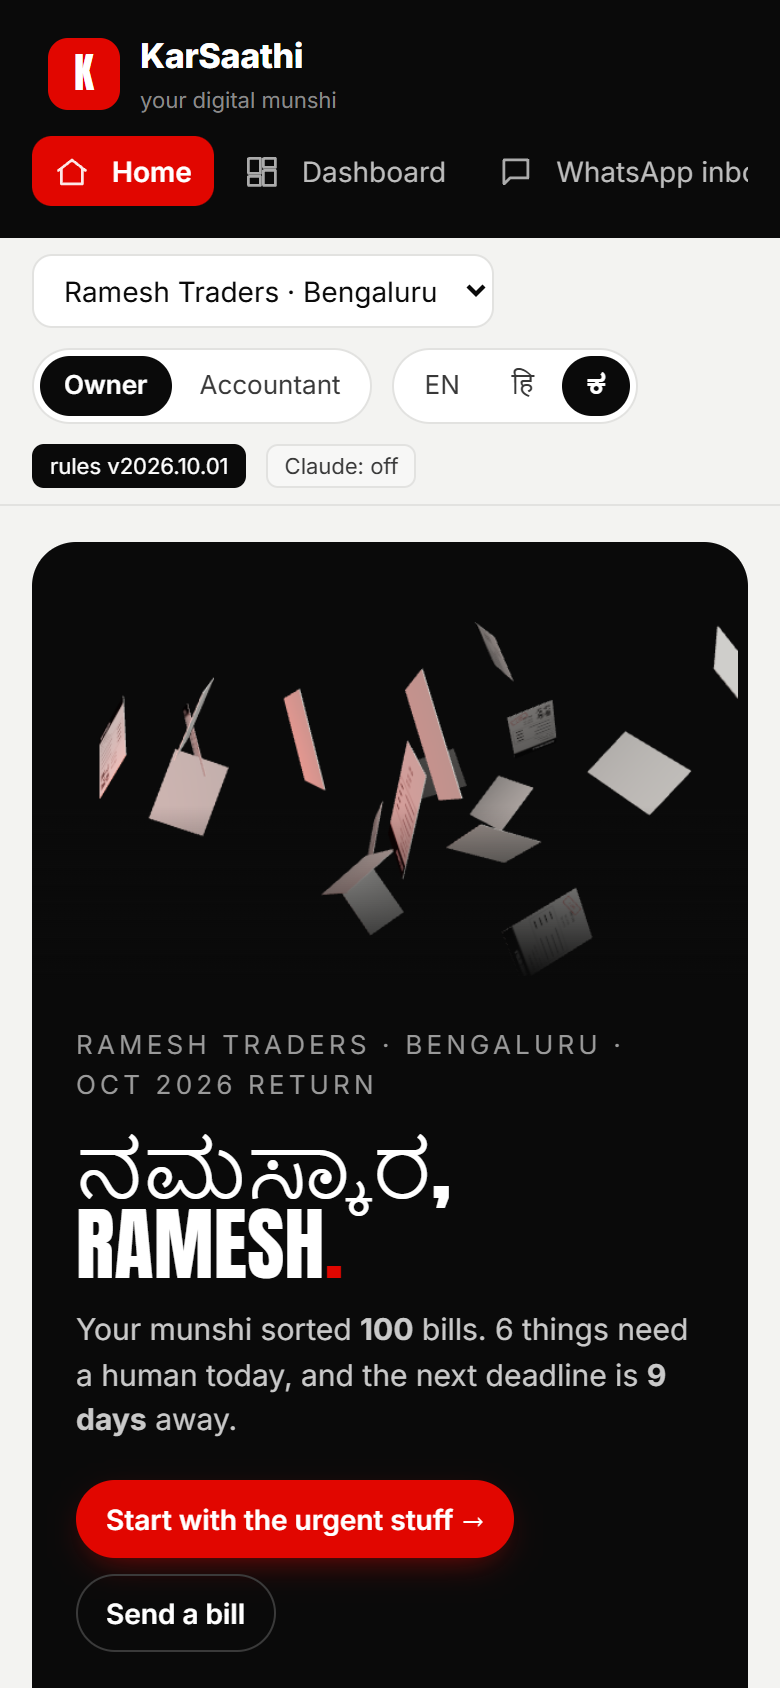 K
KarSaathi
your digital munshi
Home
Dashboard
WhatsApp
Ramesh Traders · Bengaluru
Owner
Accountant
EN
हि
ಕ
rules v2026.10.01
Claude: off
RAMESH TRADERS · BENGALURU ·
OCT 2026 RETURN
ನಮಸ್ಕಾರ,
RAMESH.
Your munshi sorted 100 bills. 6 things need
a human today, and the next deadline is 9
days away.
Start with the urgent stuff →
Send a bill